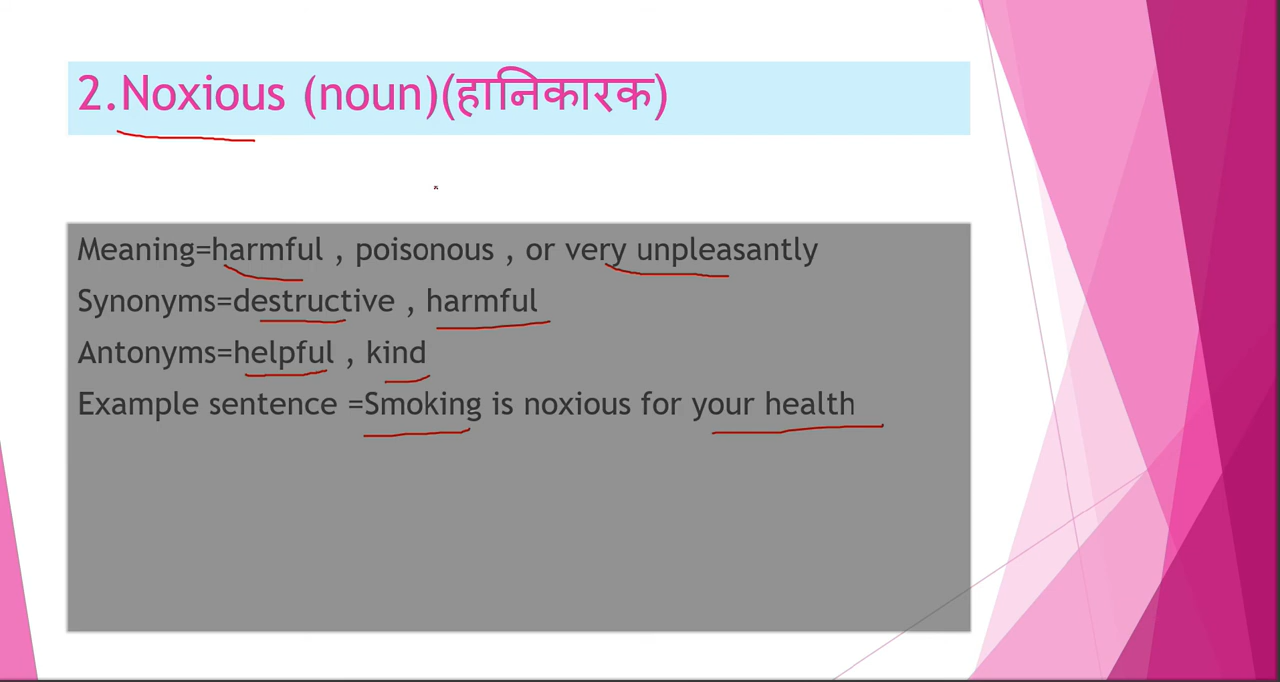 2.Noxious (noun)(हानिकारक)
Meaning=harmful , poisonous , or very unpleasantly
Synonyms=destructive , harmful
Antonyms=helpful , kind
Example sentence =Smoking is noxious for your health